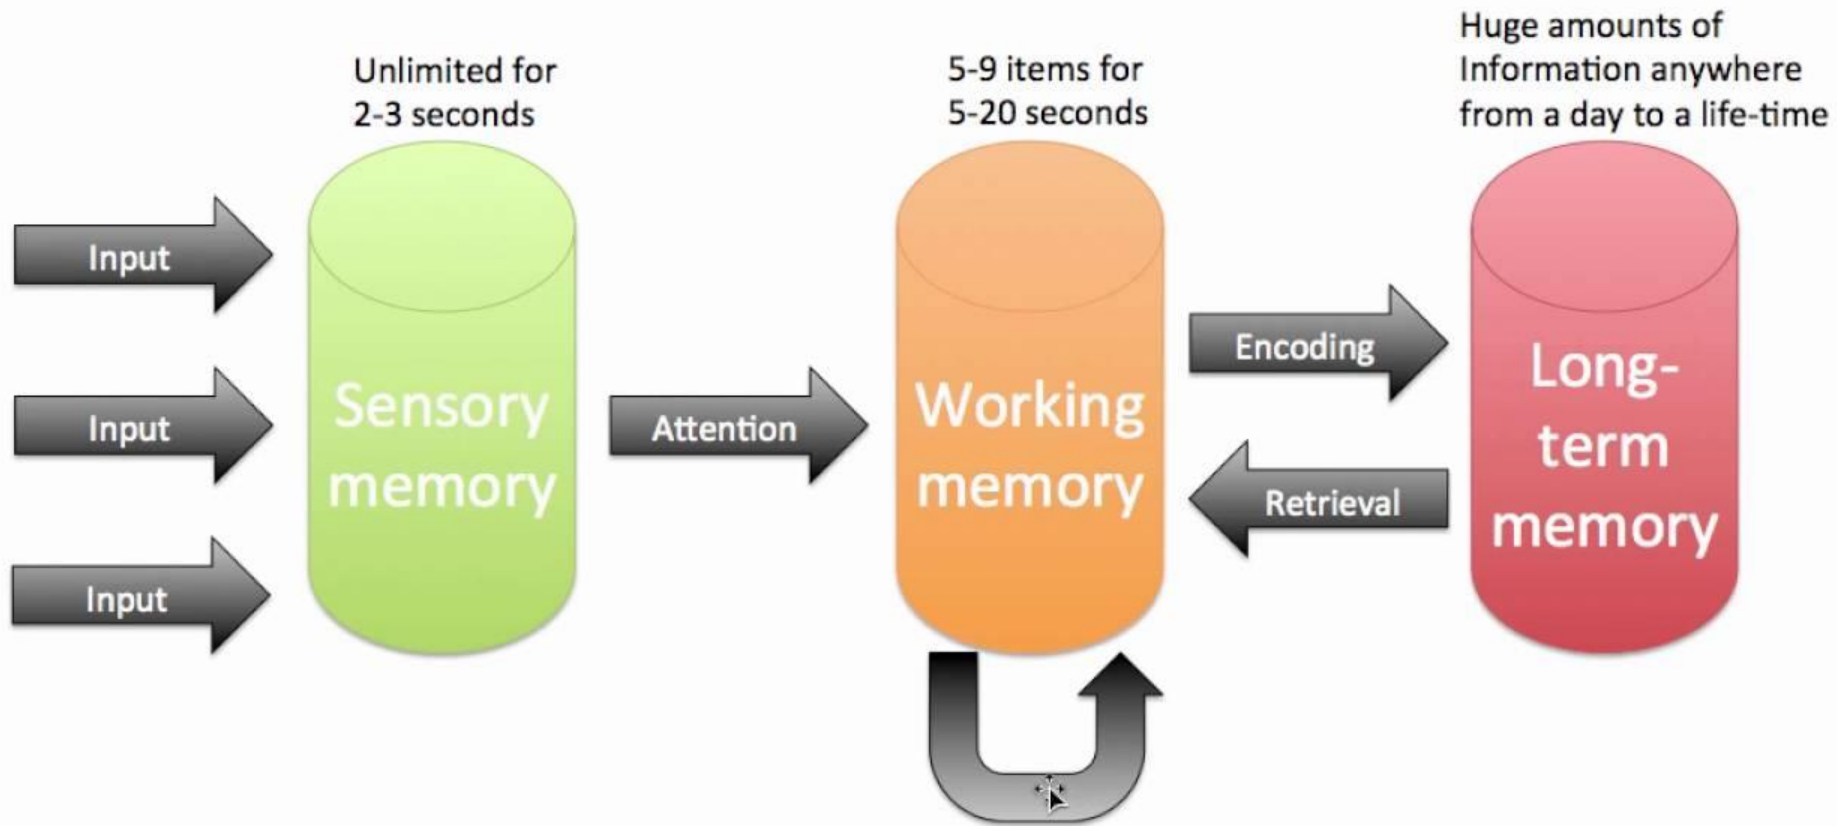 Unlimited for
2-3 seconds
5-9 items for
5-20 seconds
Huge amounts of
Information anywhere
from a day to a life-time
Input
Input
Input
Sensory
memory
Attention
Working
memory
Encoding
Retrieval
Long-
term
memory